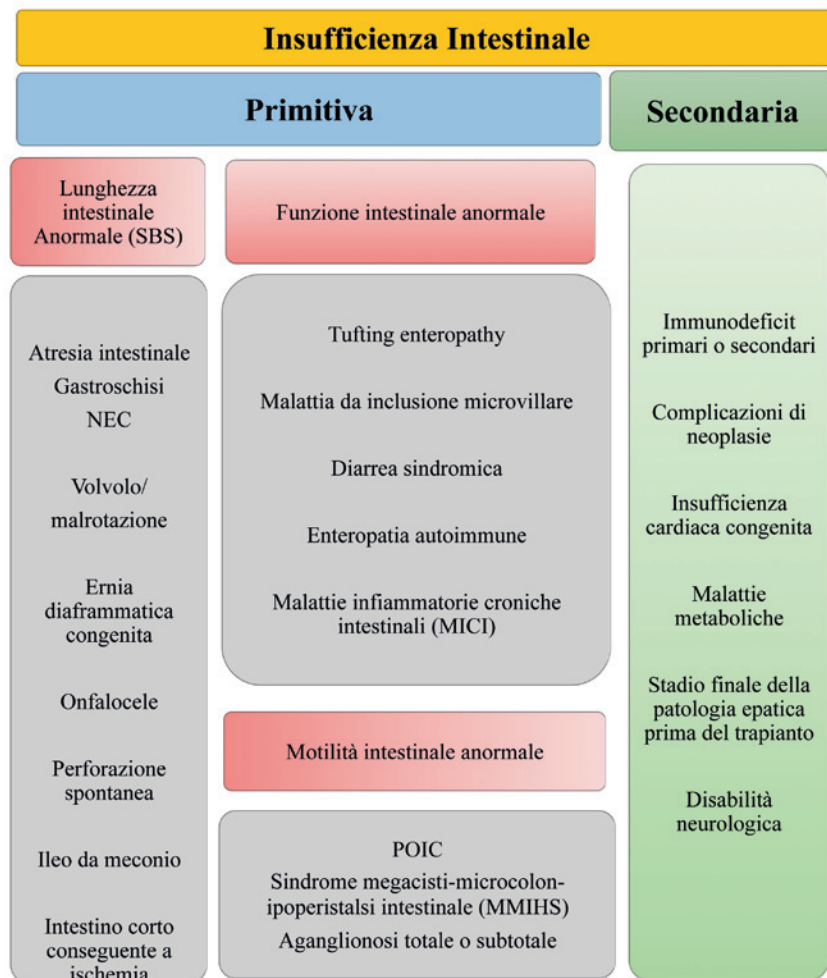 Insufficienza Intestinale
Primitiva
Secondaria
Lunghezza
intestinale
Anormale (SBS)
Atresia intestinale
Gastroschisi
NEC
Volvolo/
malrotazione
Ernia
diaframmatica
congenita
Onfalocele
Perforazione
spontanea
Ileo da meconio
Intestino corto
conseguente a
ischemia
Funzione intestinale anormale
Tufting enteropathy
Malattia da inclusione microvillare
Diarrea sindromica
Enteropatia autoimmune
Malattie infiammatorie croniche
intestinali (MICI)
Motilità intestinale anormale
POIC
Sindrome megacisti-microcolon-
ipoperistalsi intestinale (MMIHS)
Aganglionosi totale o subtotale
Immunodeficit
primari o secondari
Complicazioni di
neoplasie
Insufficienza
cardiaca congenita
Malattie
metaboliche
Stadio finale della
patologia epatica
prima del trapianto
Disabilità
neurologica